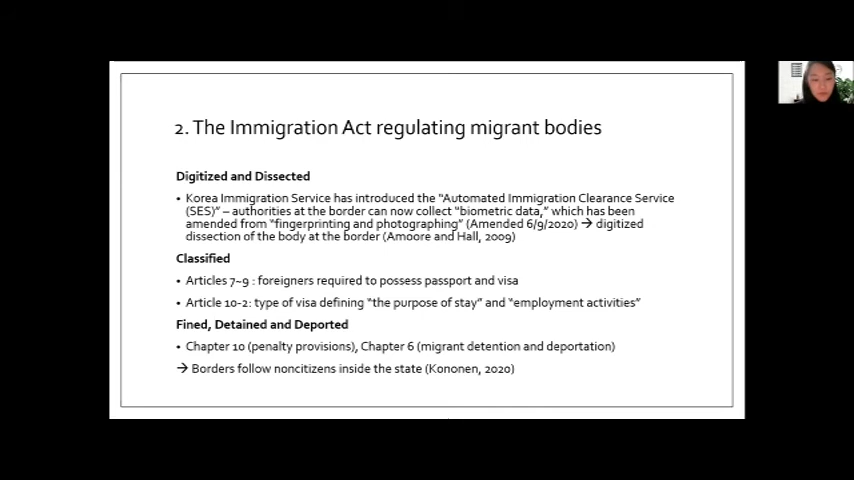 2. The Immigration Act regulating migrant bodies
Digitized and Dissected
• Korea Immigration Service has introduced the "Automated Immigration Clearance Service
(SES)" – authorities at the border can now collect "biometric data," which has been
amended from "fingerprinting and photographing" (Amended 6/9/2020) → digitized
dissection of the body at the border (Amoore and Hall, 2009)
Classified
• Articles 7~9 : foreigners required to possess passport and visa
• Article 10-2: type of visa defining "the purpose of stay" and "employment activities"
Fined, Detained and Deported
• Chapter 10 (penalty provisions), Chapter 6 (migrant detention and deportation)
→ Borders follow noncitizens inside the state (Kononen, 2020)